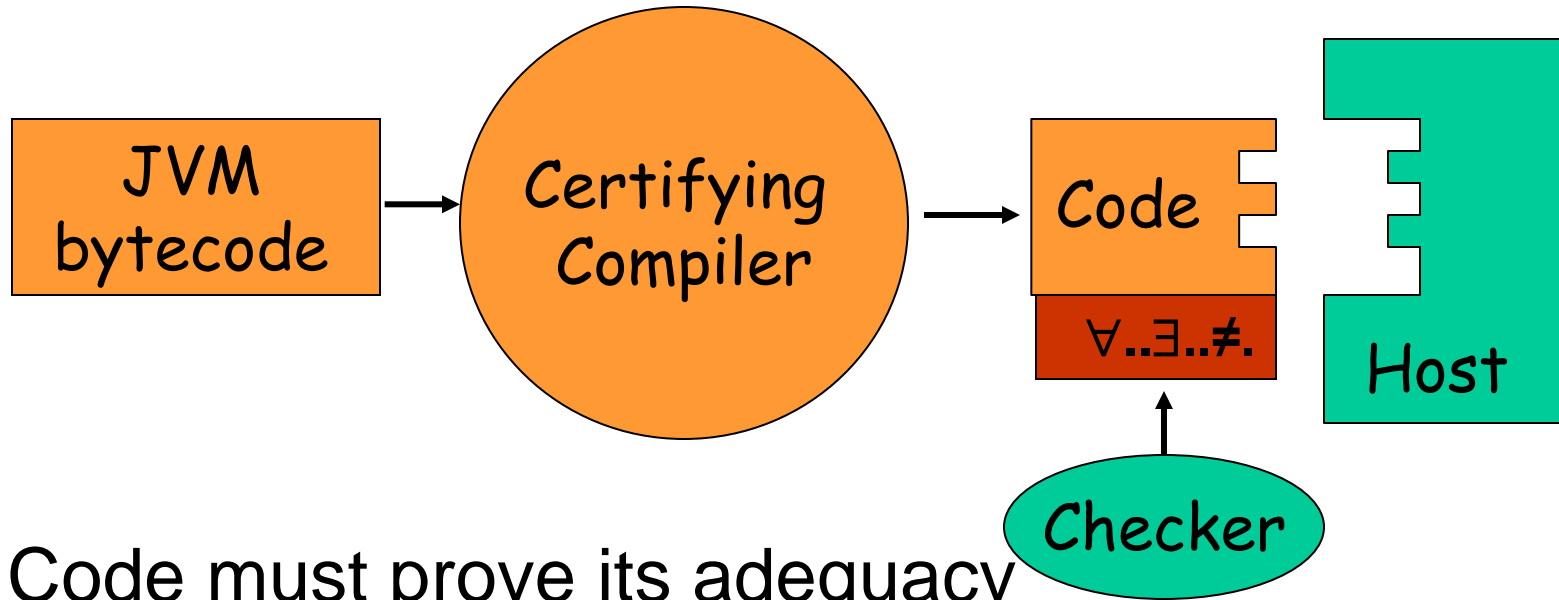 JVM
bytecode
Certifying
Compiler
Code
∀..∃..≠.
Host
Checker
Code must prove its adequacy